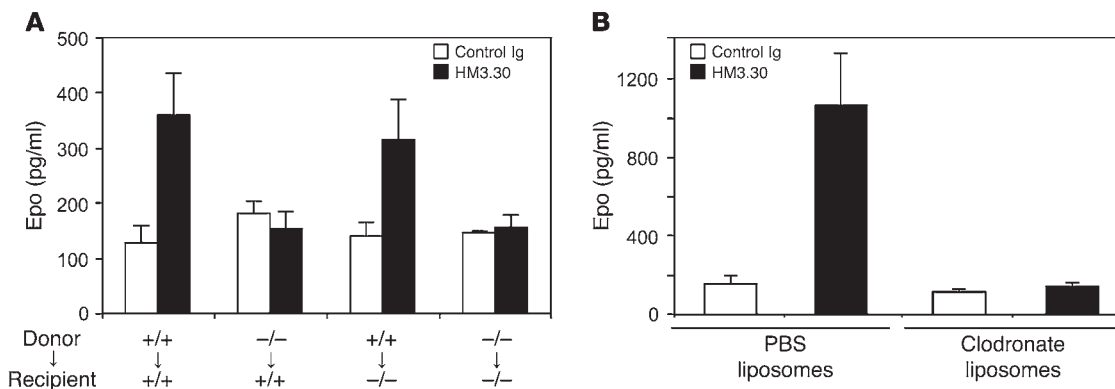 A
Epo (pg/ml)
500
400
300
200
100
0
Control Ig
HM3.30
Donor +/+ –/– +/+ –/–
↓ ↓ ↓ ↓ ↓
Recipient +/+ +/+ –/– –/–
B
Epo (pg/ml)
1200
800
400
0
Control Ig
HM3.30
PBS
liposomes
Clodronate
liposomes